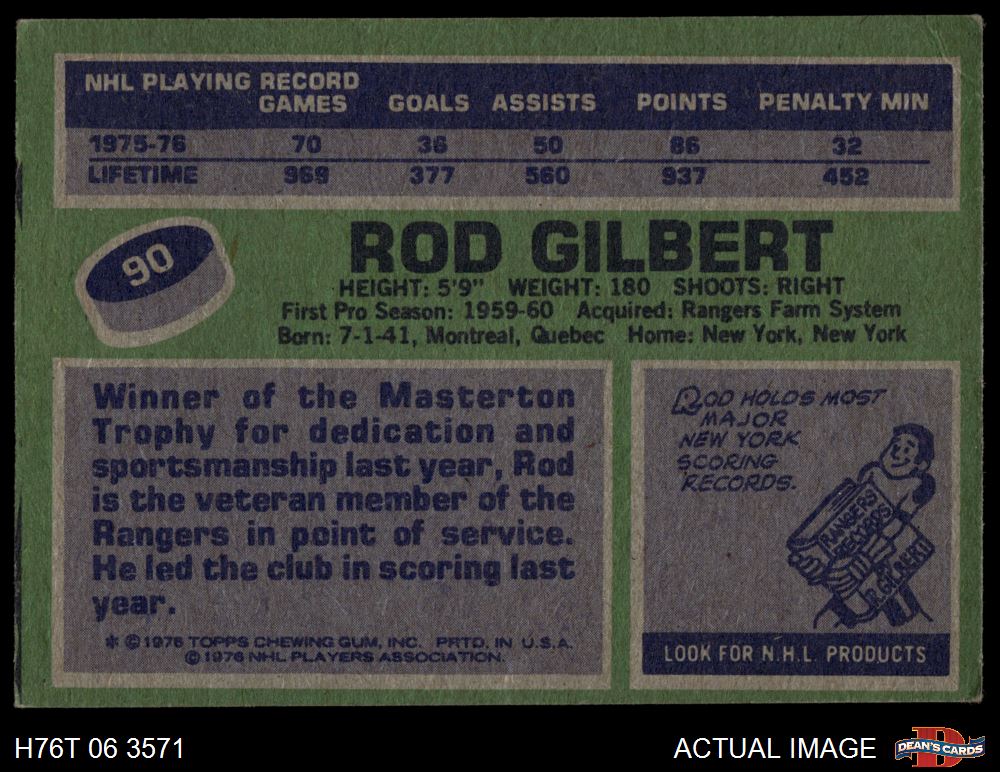 NHL PLAYING RECORD
GAMES GOALS ASSISTS POINTS PENALTY MIN
1975-76 70 36 50 86 32
LIFETIME 969 377 560 937 452
90
ROD GILBERT
HEIGHT: 5'9" WEIGHT: 180 SHOOTS: RIGHT
First Pro Season: 1959-60 Acquired: Rangers Farm System
Born: 7-1-41, Montreal, Quebec Home: New York, New York
Winner of the Masterton
Trophy for dedication and
sportsmanship last year, Rod
is the veteran member of the
Rangers in point of service.
He led the club in scoring last
year.
* © 1976 TOPPS CHEWING GUM, INC. PRTD. IN U.S.A.
© 1976 NHL PLAYERS ASSOCIATION.
ROD HOLDS MOST
MAJOR
NEW YORK
SCORING
RECORDS.
RANGERS
RECORDS
R. GILBERT
LOOK FOR N.H.L. PRODUCTS
H76T 06 3571
ACTUAL IMAGE
D
DEAN'S CARDS